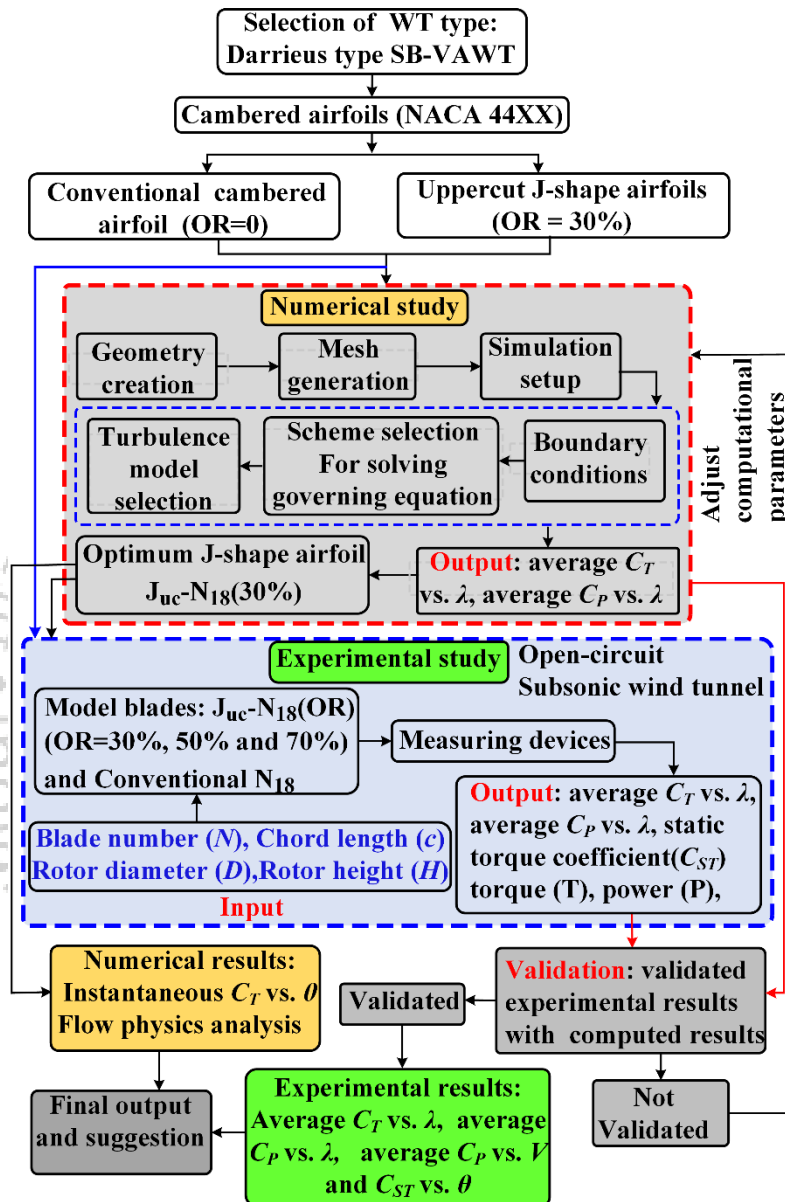 Selection of WT type:
Darrieus type SB-VAWT
Cambered airfoils (NACA 44XX)
Conventional cambered
airfoil (OR=0)
Uppercut J-shape airfoils
(OR = 30%)
Numerical study
Geometry
creation
Mesh
generation
Simulation
setup
Turbulence
model
selection
Scheme selection
For solving
governing equation
Boundary
conditions
Adjust
computational
parameters
Optimum J-shape airfoil
Juc-N18(30%)
Output: average CT
vs. λ, average CP vs. λ
Experimental study
Open-circuit
Subsonic wind tunnel
Model blades: Juc-N18(OR)
(OR=30%, 50% and 70%)
and Conventional N18
Measuring devices
Blade number (N), Chord length (c)
Rotor diameter (D),Rotor height (H)
Input
Output: average CT vs. λ,
average CP vs. λ, static
torque coefficient(CST)
torque (T), power (P),
Numerical results:
Instantaneous CT vs. θ
Flow physics analysis
Validated
Validation: validated
experimental results
with computed results
Final output
and suggestion
Experimental results:
Average CT vs. λ, average
CP vs. λ, average CP vs. V
and CST vs. θ
Not
Validated